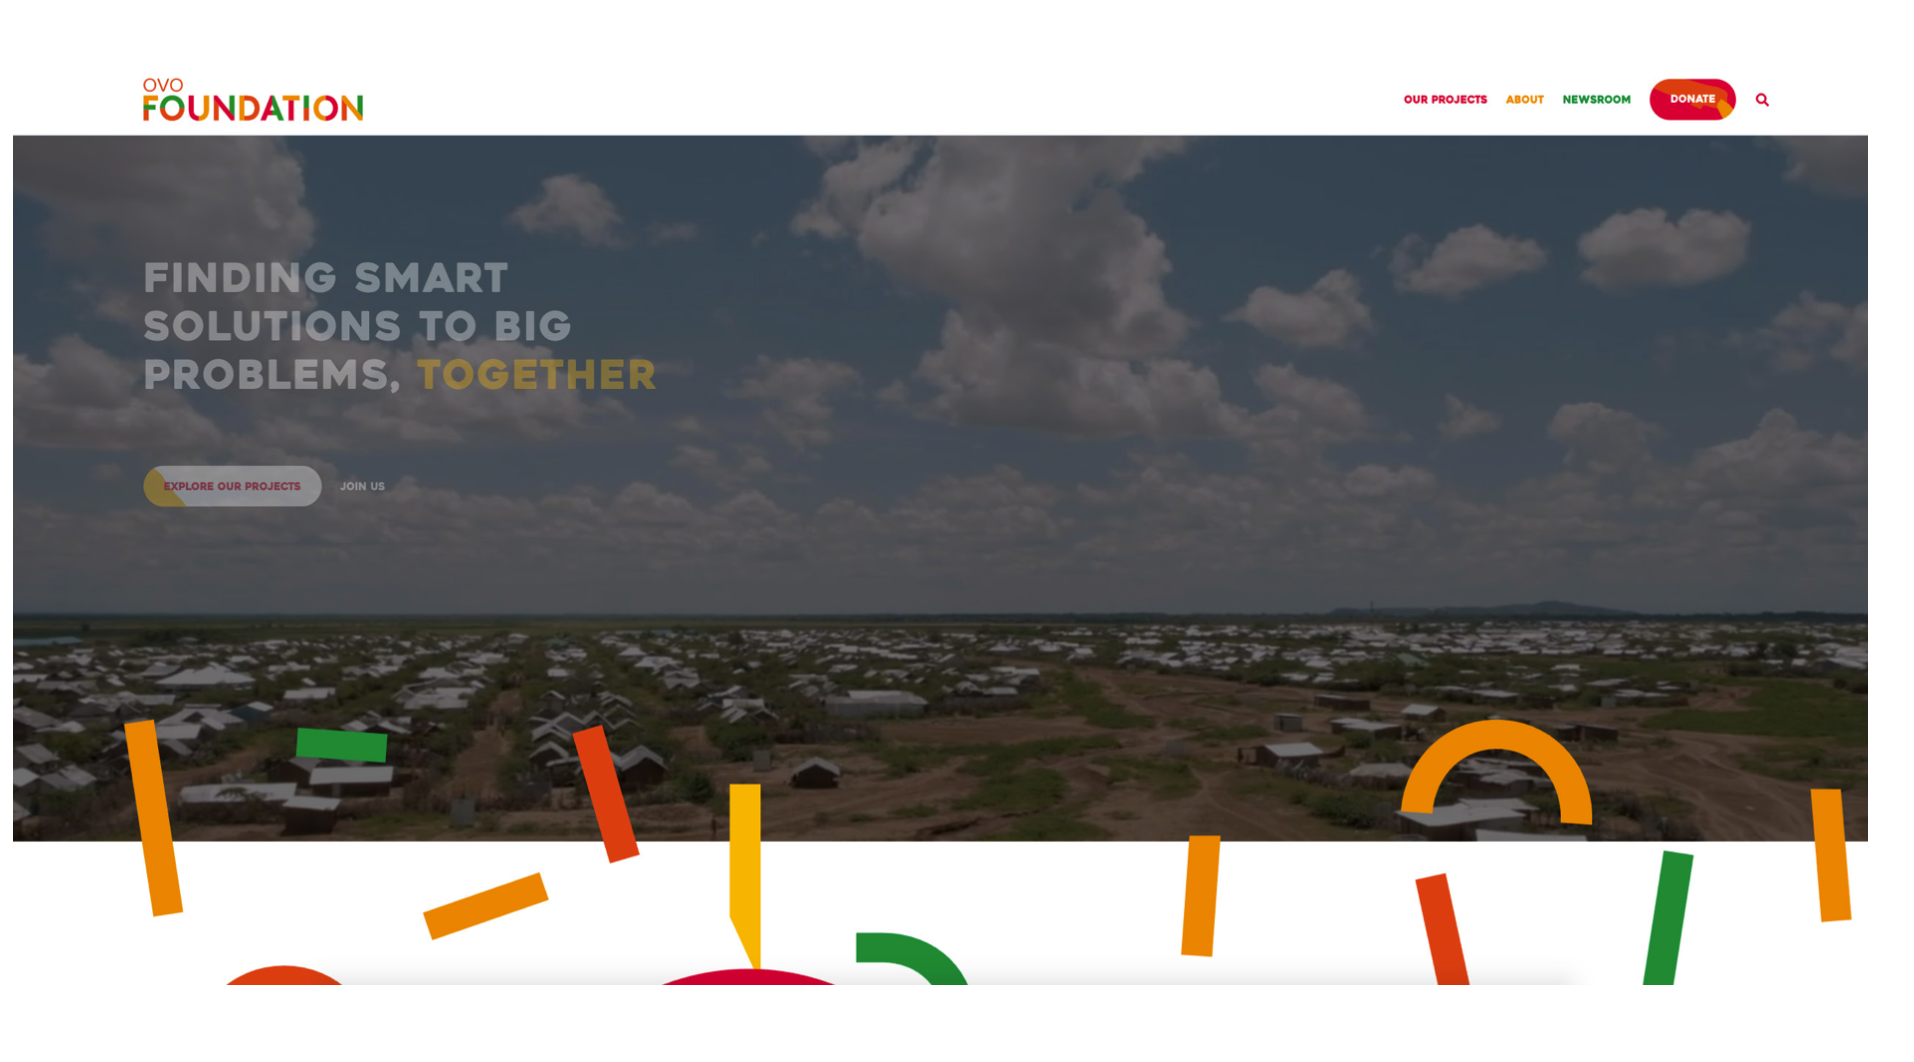 OVO
FOUNDATION
OUR PROJECTS ABOUT NEWSROOM DONATE
FINDING SMART
SOLUTIONS TO BIG
PROBLEMS, TOGETHER
EXPLORE OUR PROJECTS JOIN US